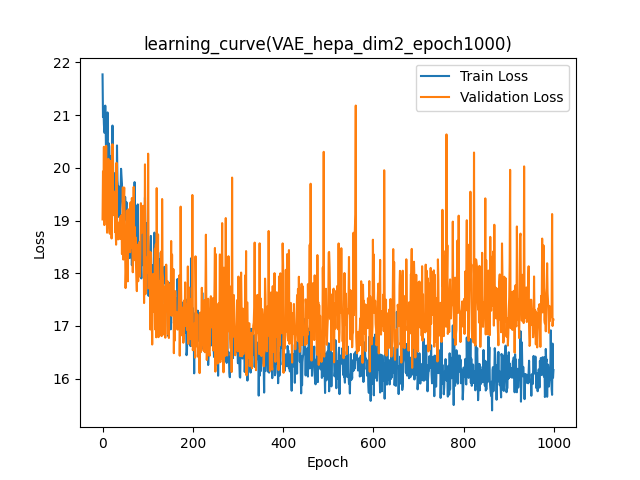 learning_curve(VAE_hepa_dim2_epoch1000)
Train Loss
Validation Loss
22
21
20
19
18
17
16
Loss
0
200
400
600
800
1000
Epoch